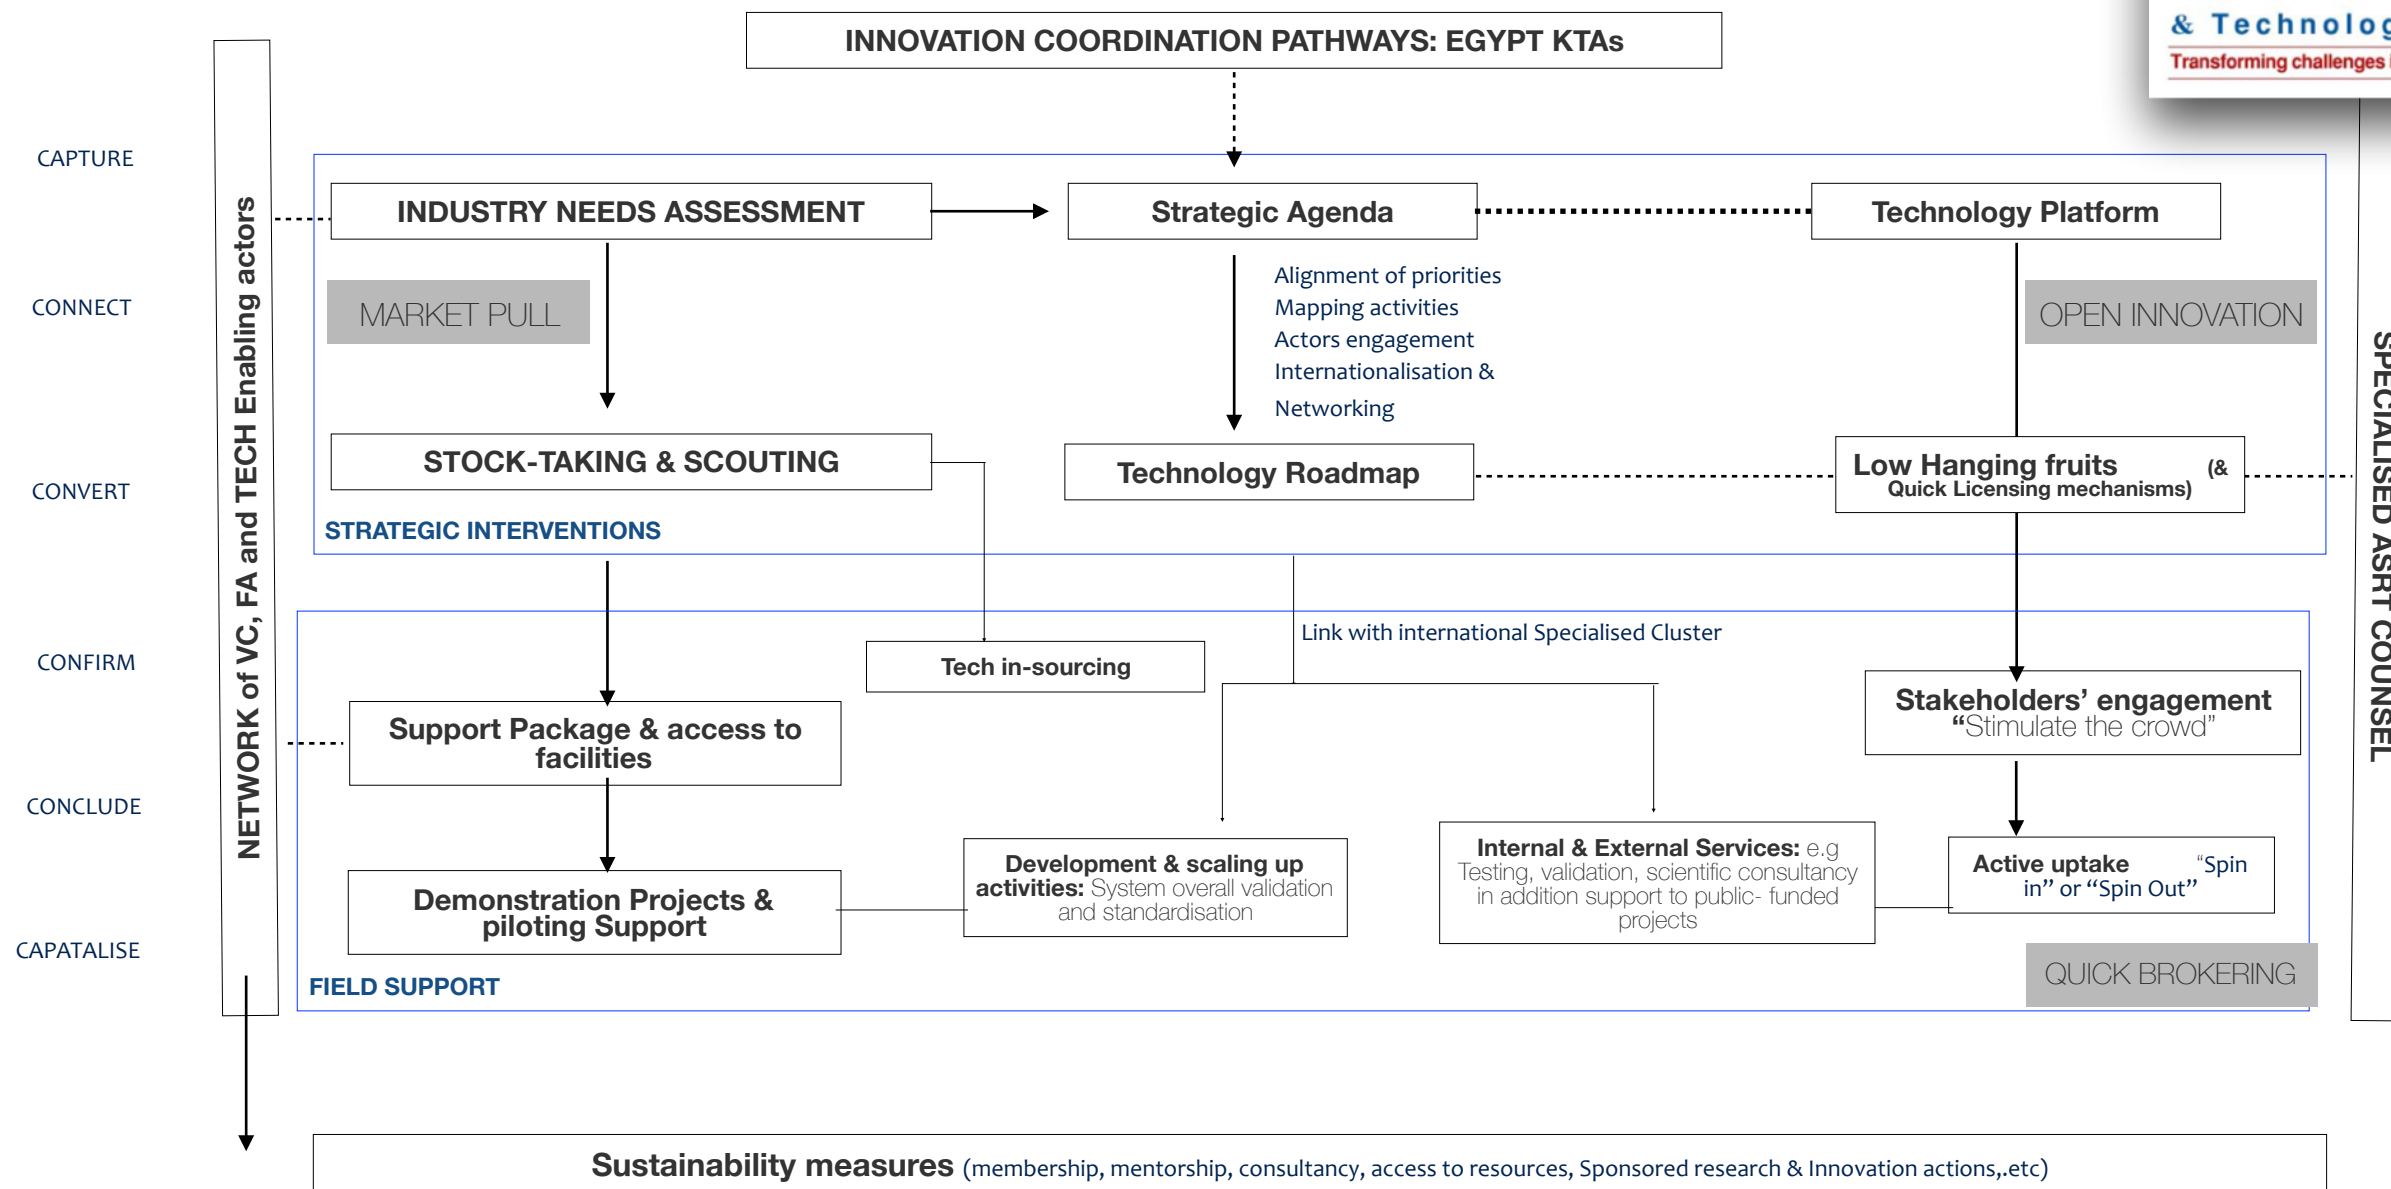 & Technolog
Transforming challenges i
INNOVATION COORDINATION PATHWAYS: EGYPT KTAs
CAPTURE
CONNECT
CONVERT
CONFIRM
CONCLUDE
CAPATALISE
NETWORK of VC, FA and TECH Enabling actors
INDUSTRY NEEDS ASSESSMENT
Strategic Agenda
Technology Platform
MARKET PULL
Alignment of priorities
Mapping activities
Actors engagement
Internationalisation &
Networking
OPEN INNOVATION
STOCK-TAKING & SCOUTING
Technology Roadmap
Low Hanging fruits (&
Quick Licensing mechanisms)
STRATEGIC INTERVENTIONS
SPECIALISED ASRT COUNSEL
Link with international Specialised Cluster
Tech in-sourcing
Support Package & access to
facilities
Stakeholders’ engagement
“Stimulate the crowd”
Demonstration Projects &
piloting Support
Development & scaling up
activities: System overall validation
and standardisation
Internal & External Services: e.g
Testing, validation, scientific consultancy
in addition support to public- funded
projects
Active uptake “Spin
in” or “Spin Out”
FIELD SUPPORT
QUICK BROKERING
Sustainability measures (membership, mentorship, consultancy, access to resources, Sponsored research & Innovation actions,.etc)